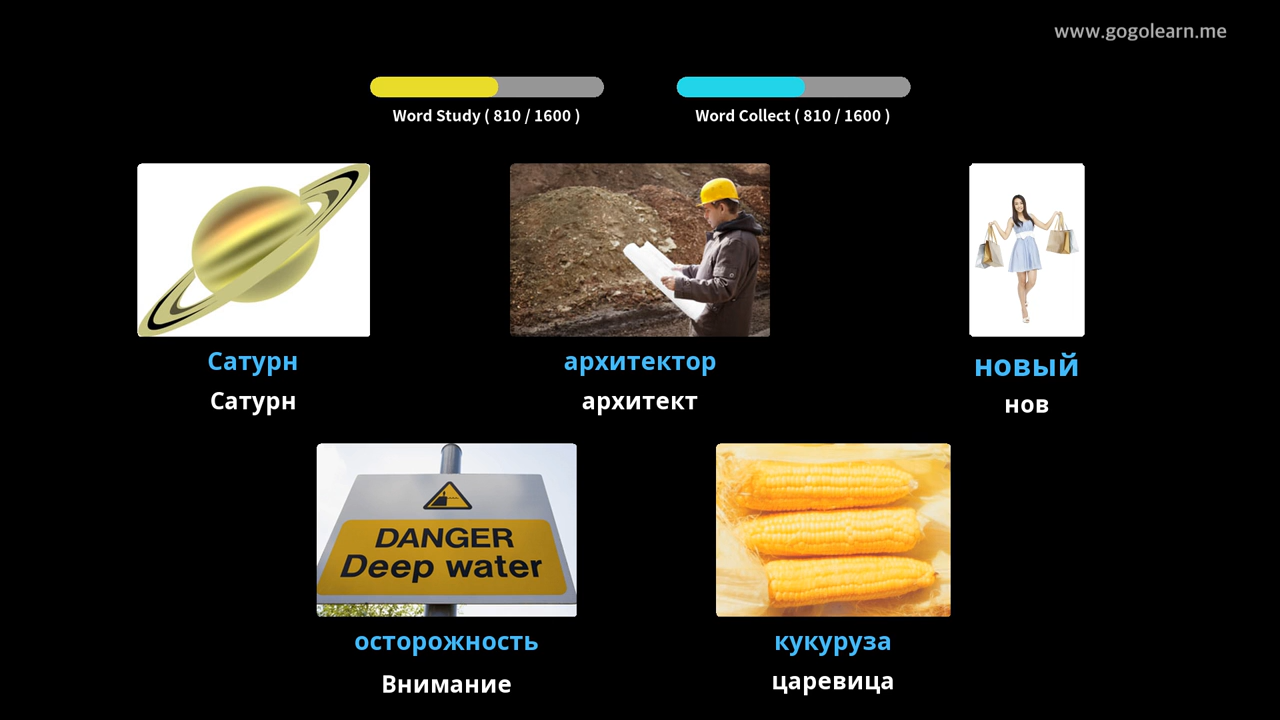 www.gogolearn.me
Word Study ( 810 / 1600 )
Word Collect ( 810 / 1600 )
Сатурн
Сатурн
архитектор
архитект
новый
нов
DANGER
Deep water
осторожность
Внимание
кукуруза
царевица